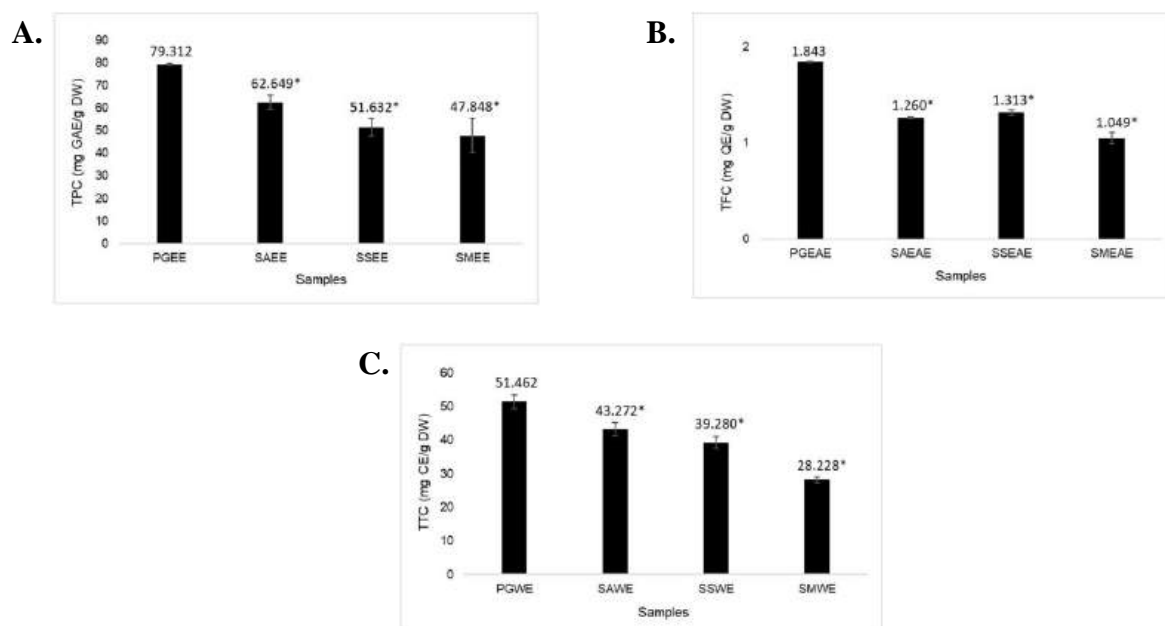 A.
TPC (mg GAE/g DW)
90
80
70
60
50
40
30
20
10
0
79.312
62.649*
51.632*
47.848*
PGEE SAEE SSEE SMEE
Samples
B.
TFC (mg QE/g DW)
2
1
0
1.843
1.260*
1.313*
1.049*
PGEAE SAEAE SSEAE SMEAE
Samples
C.
TTC (mg CE/g DW)
60
50
40
30
20
10
0
51.462
43.272*
39.280*
28.228*
PGWE SAWE SSWE SMWE
Samples